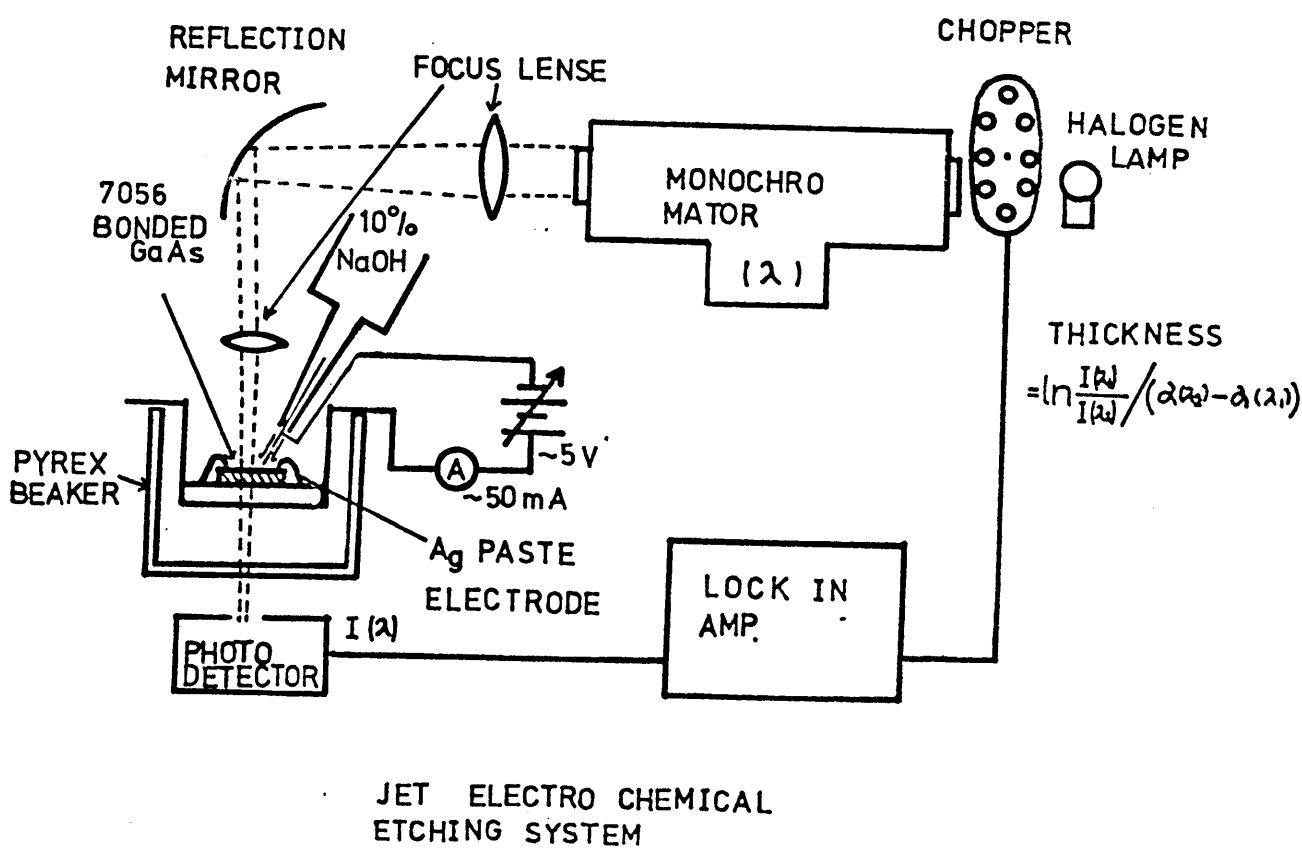 REFLECTION
MIRROR
FOCUS LENSE
CHOPPER
HALOGEN
LAMP
7056
BONDED
GaAs
10%
NaOH
MONOCHRO
MATOR
(λ)
THICKNESS
PYREX
BEAKER
~5V
A
~50mA
Ag PASTE
ELECTRODE
LOCK IN
AMP.
I(λ)
PHOTO
DETECTOR
JET ELECTRO CHEMICAL
ETCHING SYSTEM